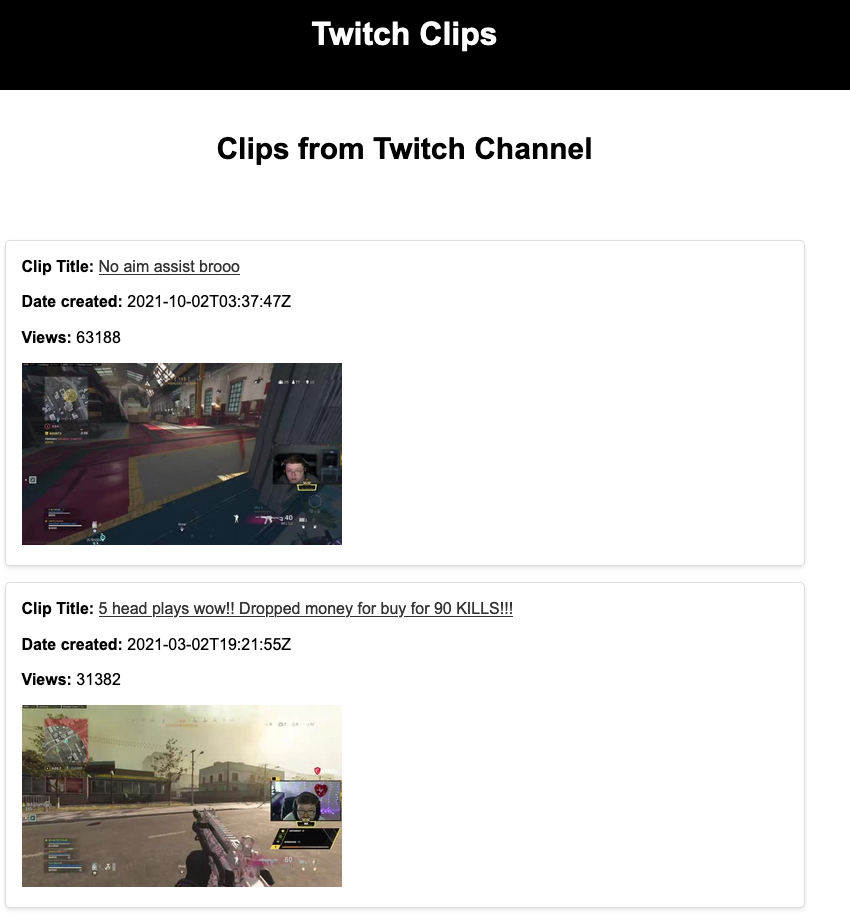 Twitch Clips
Clips from Twitch Channel
Clip Title: No aim assist brooo
Date created: 2021-10-02T03:37:47Z
Views: 63188
40
Clip Title: 5 head plays wow!! Dropped money for buy for 90 KILLS!!!
Date created: 2021-03-02T19:21:55Z
Views: 31382
50